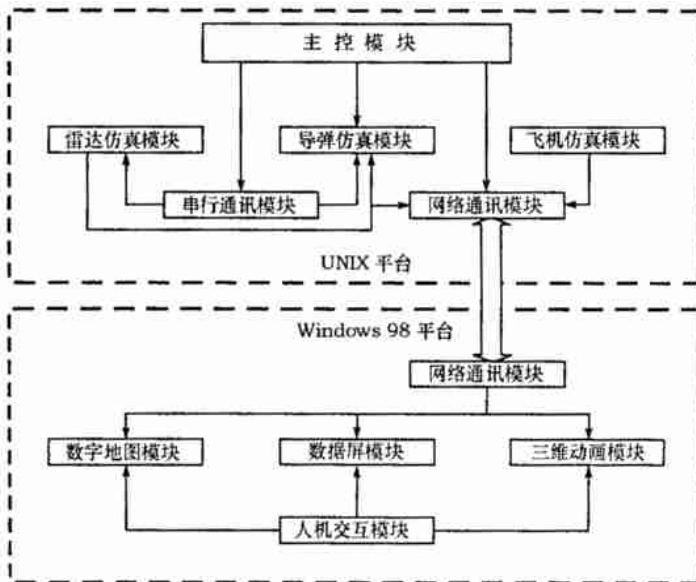 主控模块
雷达仿真模块
导弹仿真模块
飞机仿真模块
串行通讯模块
网络通讯模块
UNIX 平台
Windows 98 平台
网络通讯模块
数字地图模块
数据屏模块
三维动画模块
人机交互模块